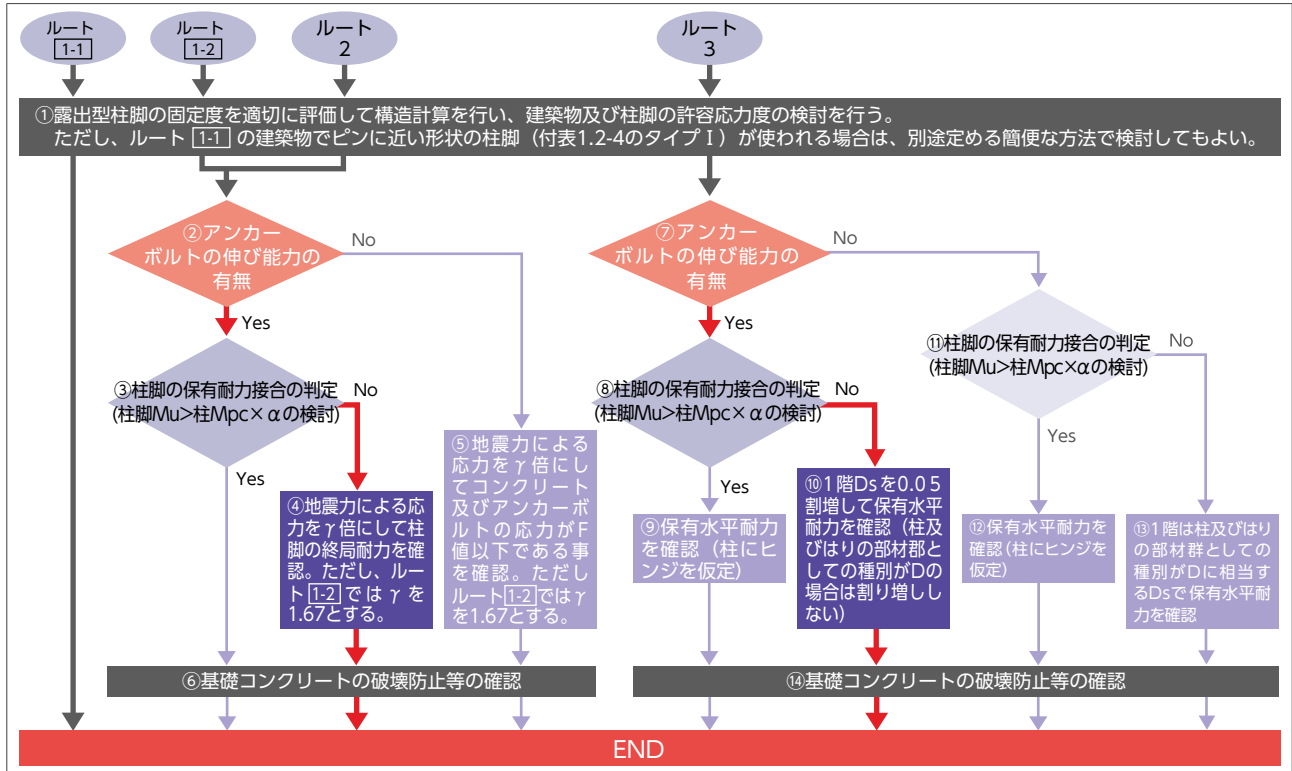 ルート
1-1
ルート
1-2
ルート
2
ルート
3
①露出型柱脚の固定度を適切に評価して構造計算を行い、建築物及び柱脚の許容応力度の検討を行う。
ただし、ルート 1-1 の建築物でピンに近い形状の柱脚（付表1.2-4のタイプⅠ）が使われる場合は、別途定める簡便な方法で検討してもよい。
②アンカー
ボルトの伸び能力の
有無
No
Yes
③柱脚の保有耐力接合の判定
(柱脚Mu>柱Mpc×αの検討)
No
Yes
④地震力による応
力をγ倍にして柱
脚の終局耐力を確
認。ただし、ルー
ト1-2ではγを
1.67とする。
⑤地震力による
応力をγ倍にし
てコンクリート
及びアンカーボ
ルトの応力がF
値以下である事
を確認。ただし
ルート1-2ではγ
を1.67とする。
⑥基礎コンクリートの破壊防止等の確認
⑦アンカー
ボルトの伸び能力の
有無
No
Yes
⑧柱脚の保有耐力接合の判定
(柱脚Mu>柱Mpc×αの検討)
No
Yes
⑨保有水平耐力
を確認（柱にヒ
ンジを仮定）
⑩1階Dsを0.05
割増して保有水平
耐力を確認（柱及
びはりの部材群と
しての種別がDの
場合は割り増しし
ない）
⑪柱脚の保有耐力接合の判定
(柱脚Mu>柱Mpc×αの検討)
No
Yes
⑫保有水平耐力を
確認(柱にヒンジを
仮定)
⑬1階は柱及びはり
の部材群としての
種別がDに相当す
るDsで保有水平耐
力を確認
⑭基礎コンクリートの破壊防止等の確認
END